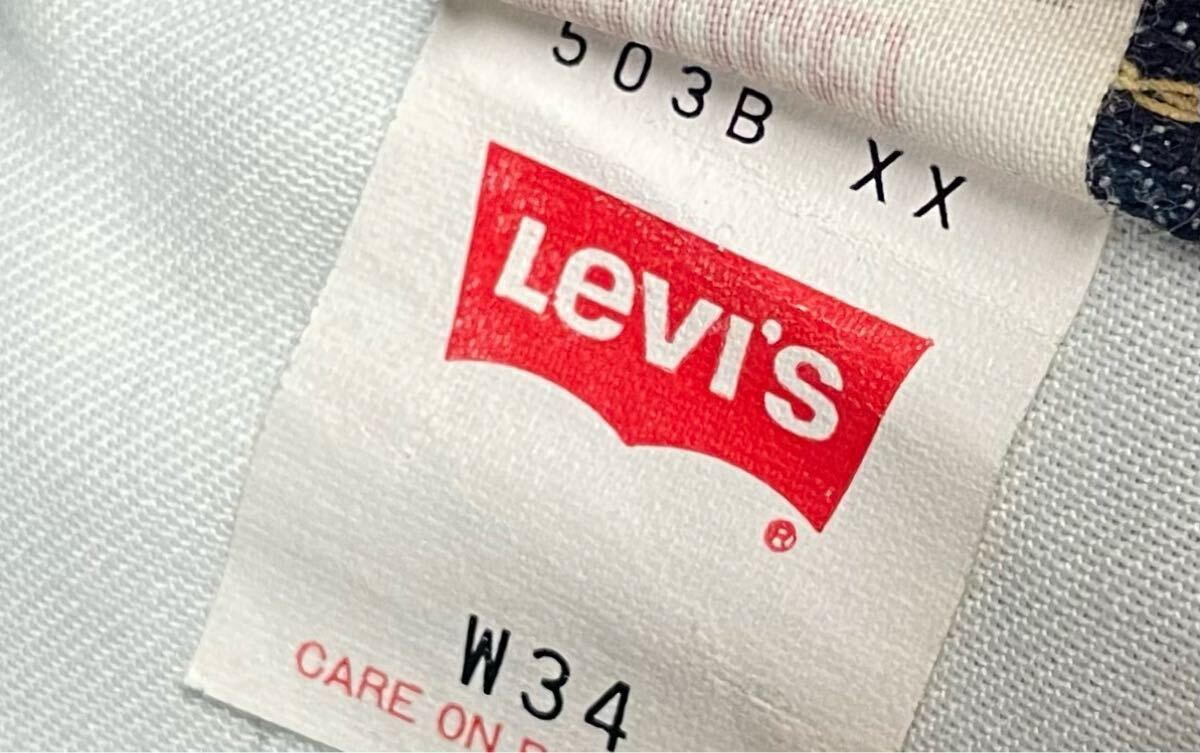 503B XX
Levi's
®
W34
CARE ON